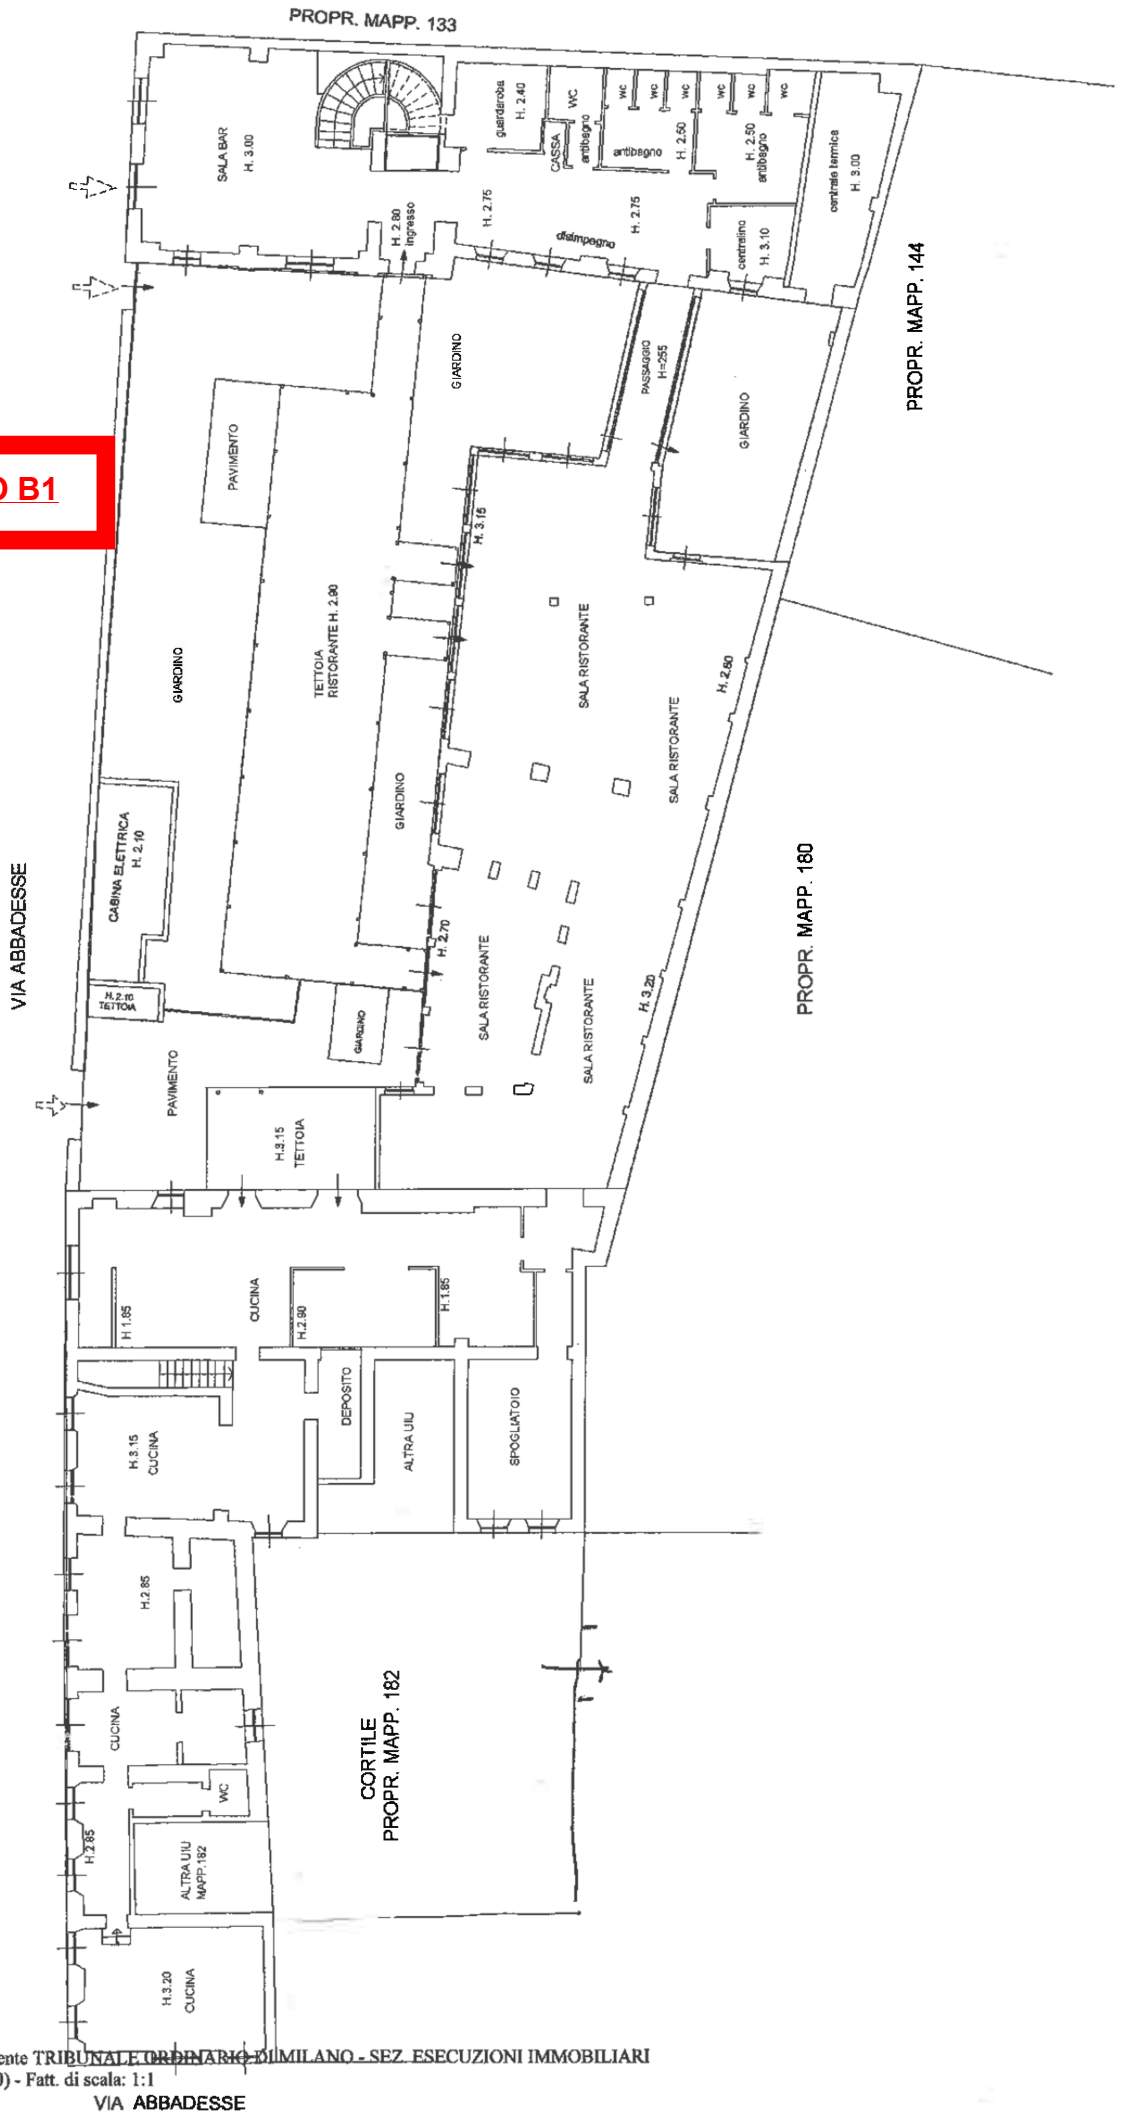 PROPR. MAPP. 133
SALA BAR
H. 3.00
guardaroba
H. 2.40
WC
CASSA
antibagno
WC
WC
WC
antibagno
H. 2.50
WC
WC
WC
H. 2.50
antibagno
centrale termica
H. 3.00
H. 2.80
ingresso
H. 2.75
disimpegno
H. 2.75
centralino
H. 3.10
PROPR. MAPP. 144
GIARDINO
PASSAGGIO
H=255
GIARDINO
PAVIMENTO
B1
H. 3.15
GIARDINO
TETTOIA
RISTORANTE H. 2.90
SALA RISTORANTE
SALA RISTORANTE
H. 2.60
GIARDINO
CABINA ELETTRICA
H. 2.10
VIA ABBADESSE
PROPR. MAPP. 180
H. 2.70
SALA RISTORANTE
SALA RISTORANTE
H. 3.20
H. 2.10
TETTOIA
GIARDINO
PAVIMENTO
H.3.15
TETTOIA
H 1.85
CUCINA
H.2.90
H.1.85
H.3.15
CUCINA
DEPOSITO
ALTRA UIU
SPOGLIATOIO
H.2.85
CUCINA
CORTILE
PROPR. MAPP. 182
WC
H.2.85
ALTRA UIU
MAPP.182
H.3.20
CUCINA
ente TRIBUNALE ORDINARIO DI MILANO - SEZ. ESECUZIONI IMMOBILIARI
) - Fatt. di scala: 1:1
VIA ABBADESSE